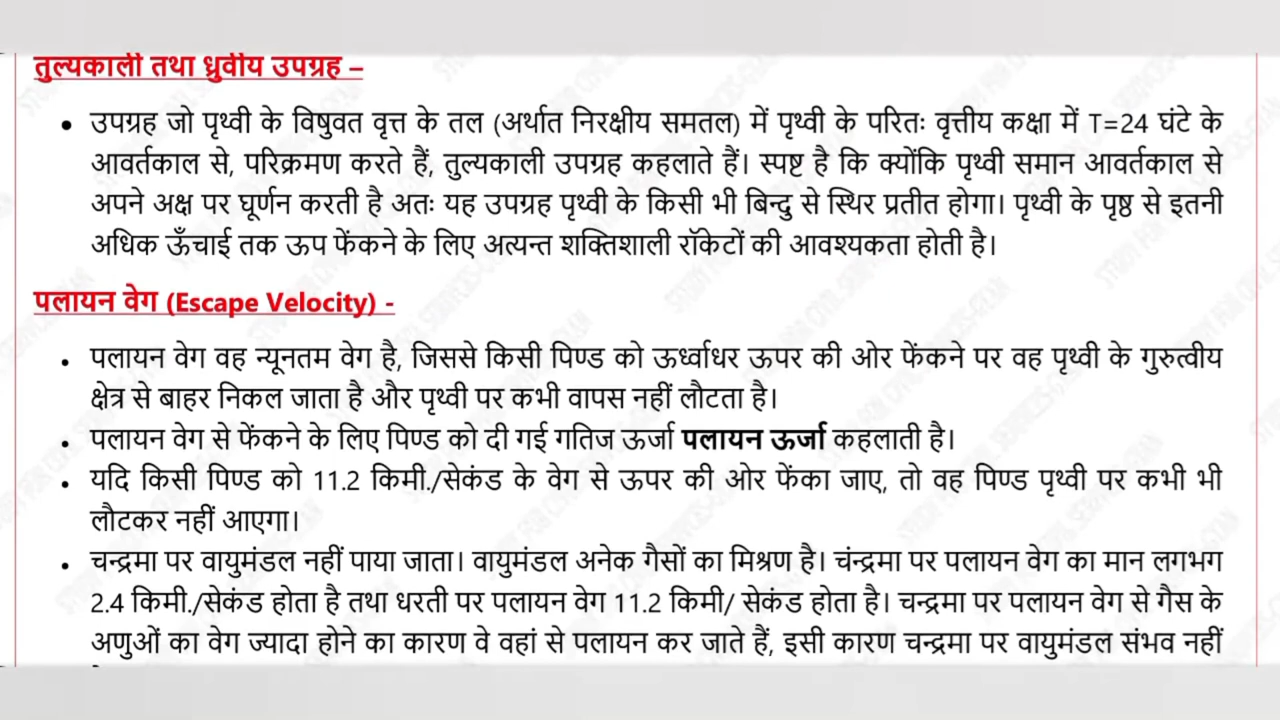 तुल्यकाली तथा ध्रुवीय उपग्रह –
• उपग्रह जो पृथ्वी के विषुवत वृत्त के तल (अर्थात निरक्षीय समतल) में पृथ्वी के परितः वृत्तीय कक्षा में T=24 घंटे के
आवर्तकाल से, परिक्रमण करते हैं, तुल्यकाली उपग्रह कहलाते हैं। स्पष्ट है कि क्योंकि पृथ्वी समान आवर्तकाल से
अपने अक्ष पर घूर्णन करती है अतः यह उपग्रह पृथ्वी के किसी भी बिन्दु से स्थिर प्रतीत होगा। पृथ्वी के पृष्ठ से इतनी
अधिक ऊँचाई तक ऊप फेंकने के लिए अत्यन्त शक्तिशाली रॉकेटों की आवश्यकता होती है।
पलायन वेग (Escape Velocity) -
• पलायन वेग वह न्यूनतम वेग है, जिससे किसी पिण्ड को ऊर्ध्वाधर ऊपर की ओर फेंकने पर वह पृथ्वी के गुरुत्वीय
क्षेत्र से बाहर निकल जाता है और पृथ्वी पर कभी वापस नहीं लौटता है।
• पलायन वेग से फेंकने के लिए पिण्ड को दी गई गतिज ऊर्जा पलायन ऊर्जा कहलाती है।
• यदि किसी पिण्ड को 11.2 किमी./सेकंड के वेग से ऊपर की ओर फेंका जाए, तो वह पिण्ड पृथ्वी पर कभी भी
लौटकर नहीं आएगा।
• चन्द्रमा पर वायुमंडल नहीं पाया जाता। वायुमंडल अनेक गैसों का मिश्रण है। चंन्द्रमा पर पलायन वेग का मान लगभग
2.4 किमी./सेकंड होता है तथा धरती पर पलायन वेग 11.2 किमी/ सेकंड होता है। चन्द्रमा पर पलायन वेग से गैस के
अणुओं का वेग ज्यादा होने का कारण वे वहां से पलायन कर जाते हैं, इसी कारण चन्द्रमा पर वायुमंडल संभव नहीं